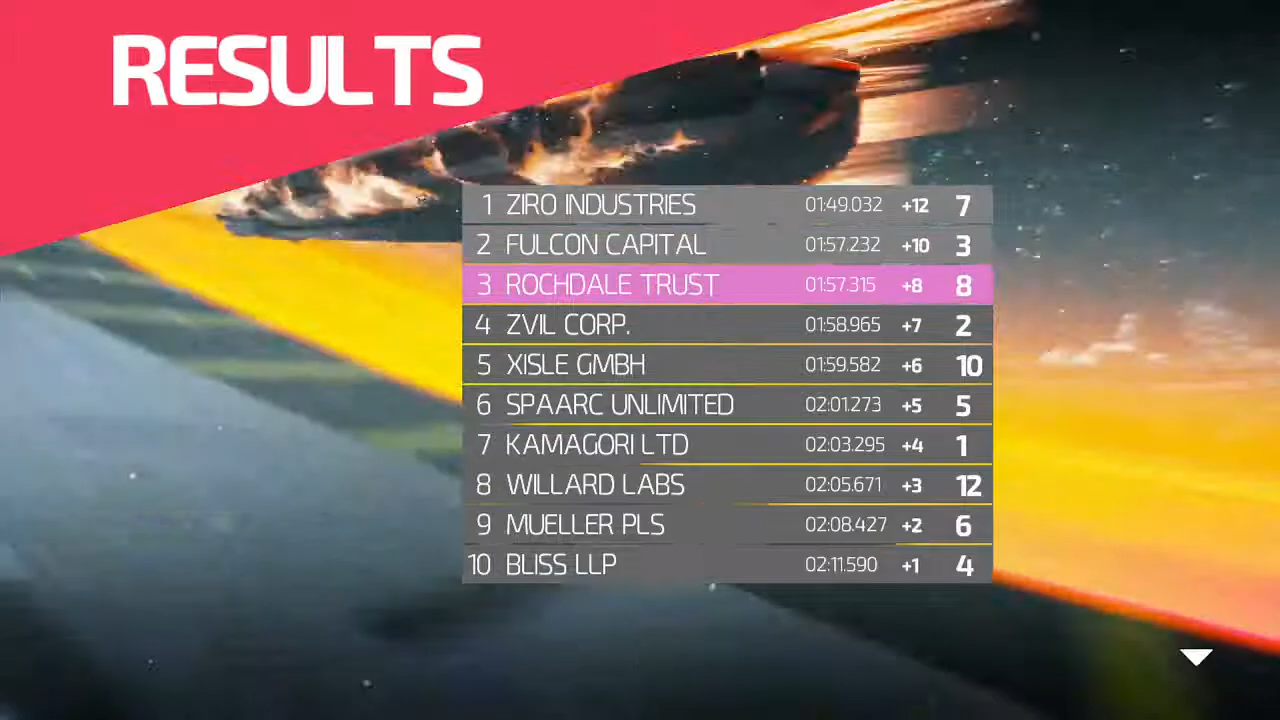 RESULTS
1 ZIRO INDUSTRIES 01:49.032 +12 7
2 FULCON CAPITAL 01:57.232 +10 3
3 ROCHDALE TRUST 01:57.315 +8 8
4 ZVIL CORP. 01:58.965 +7 2
5 XISLE GMBH 01:59.582 +6 10
6 SPAARC UNLIMITED 02:01.273 +5 5
7 KAMAGORI LTD 02:03.295 +4 1
8 WILLARD LABS 02:05.671 +3 12
9 MUELLER PLS 02:08.427 +2 6
10 BLISS LLP 02:11.590 +1 4